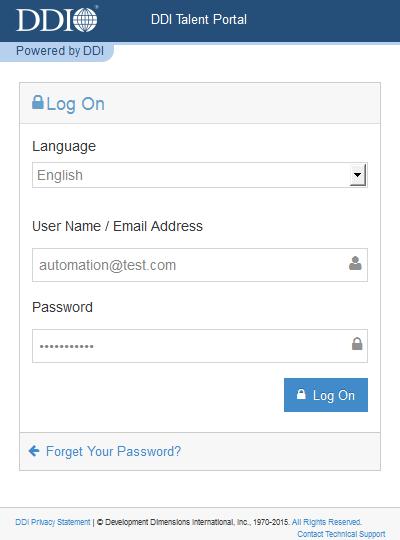 DDI®
DDI Talent Portal
Powered by DDI
Log On
Language
English
User Name / Email Address
automation@test.com
Password
•••••••••••
Log On
Forget Your Password?
DDI Privacy Statement | © Development Dimensions International, Inc., 1970-2015. All Rights Reserved.
Contact Technical Support